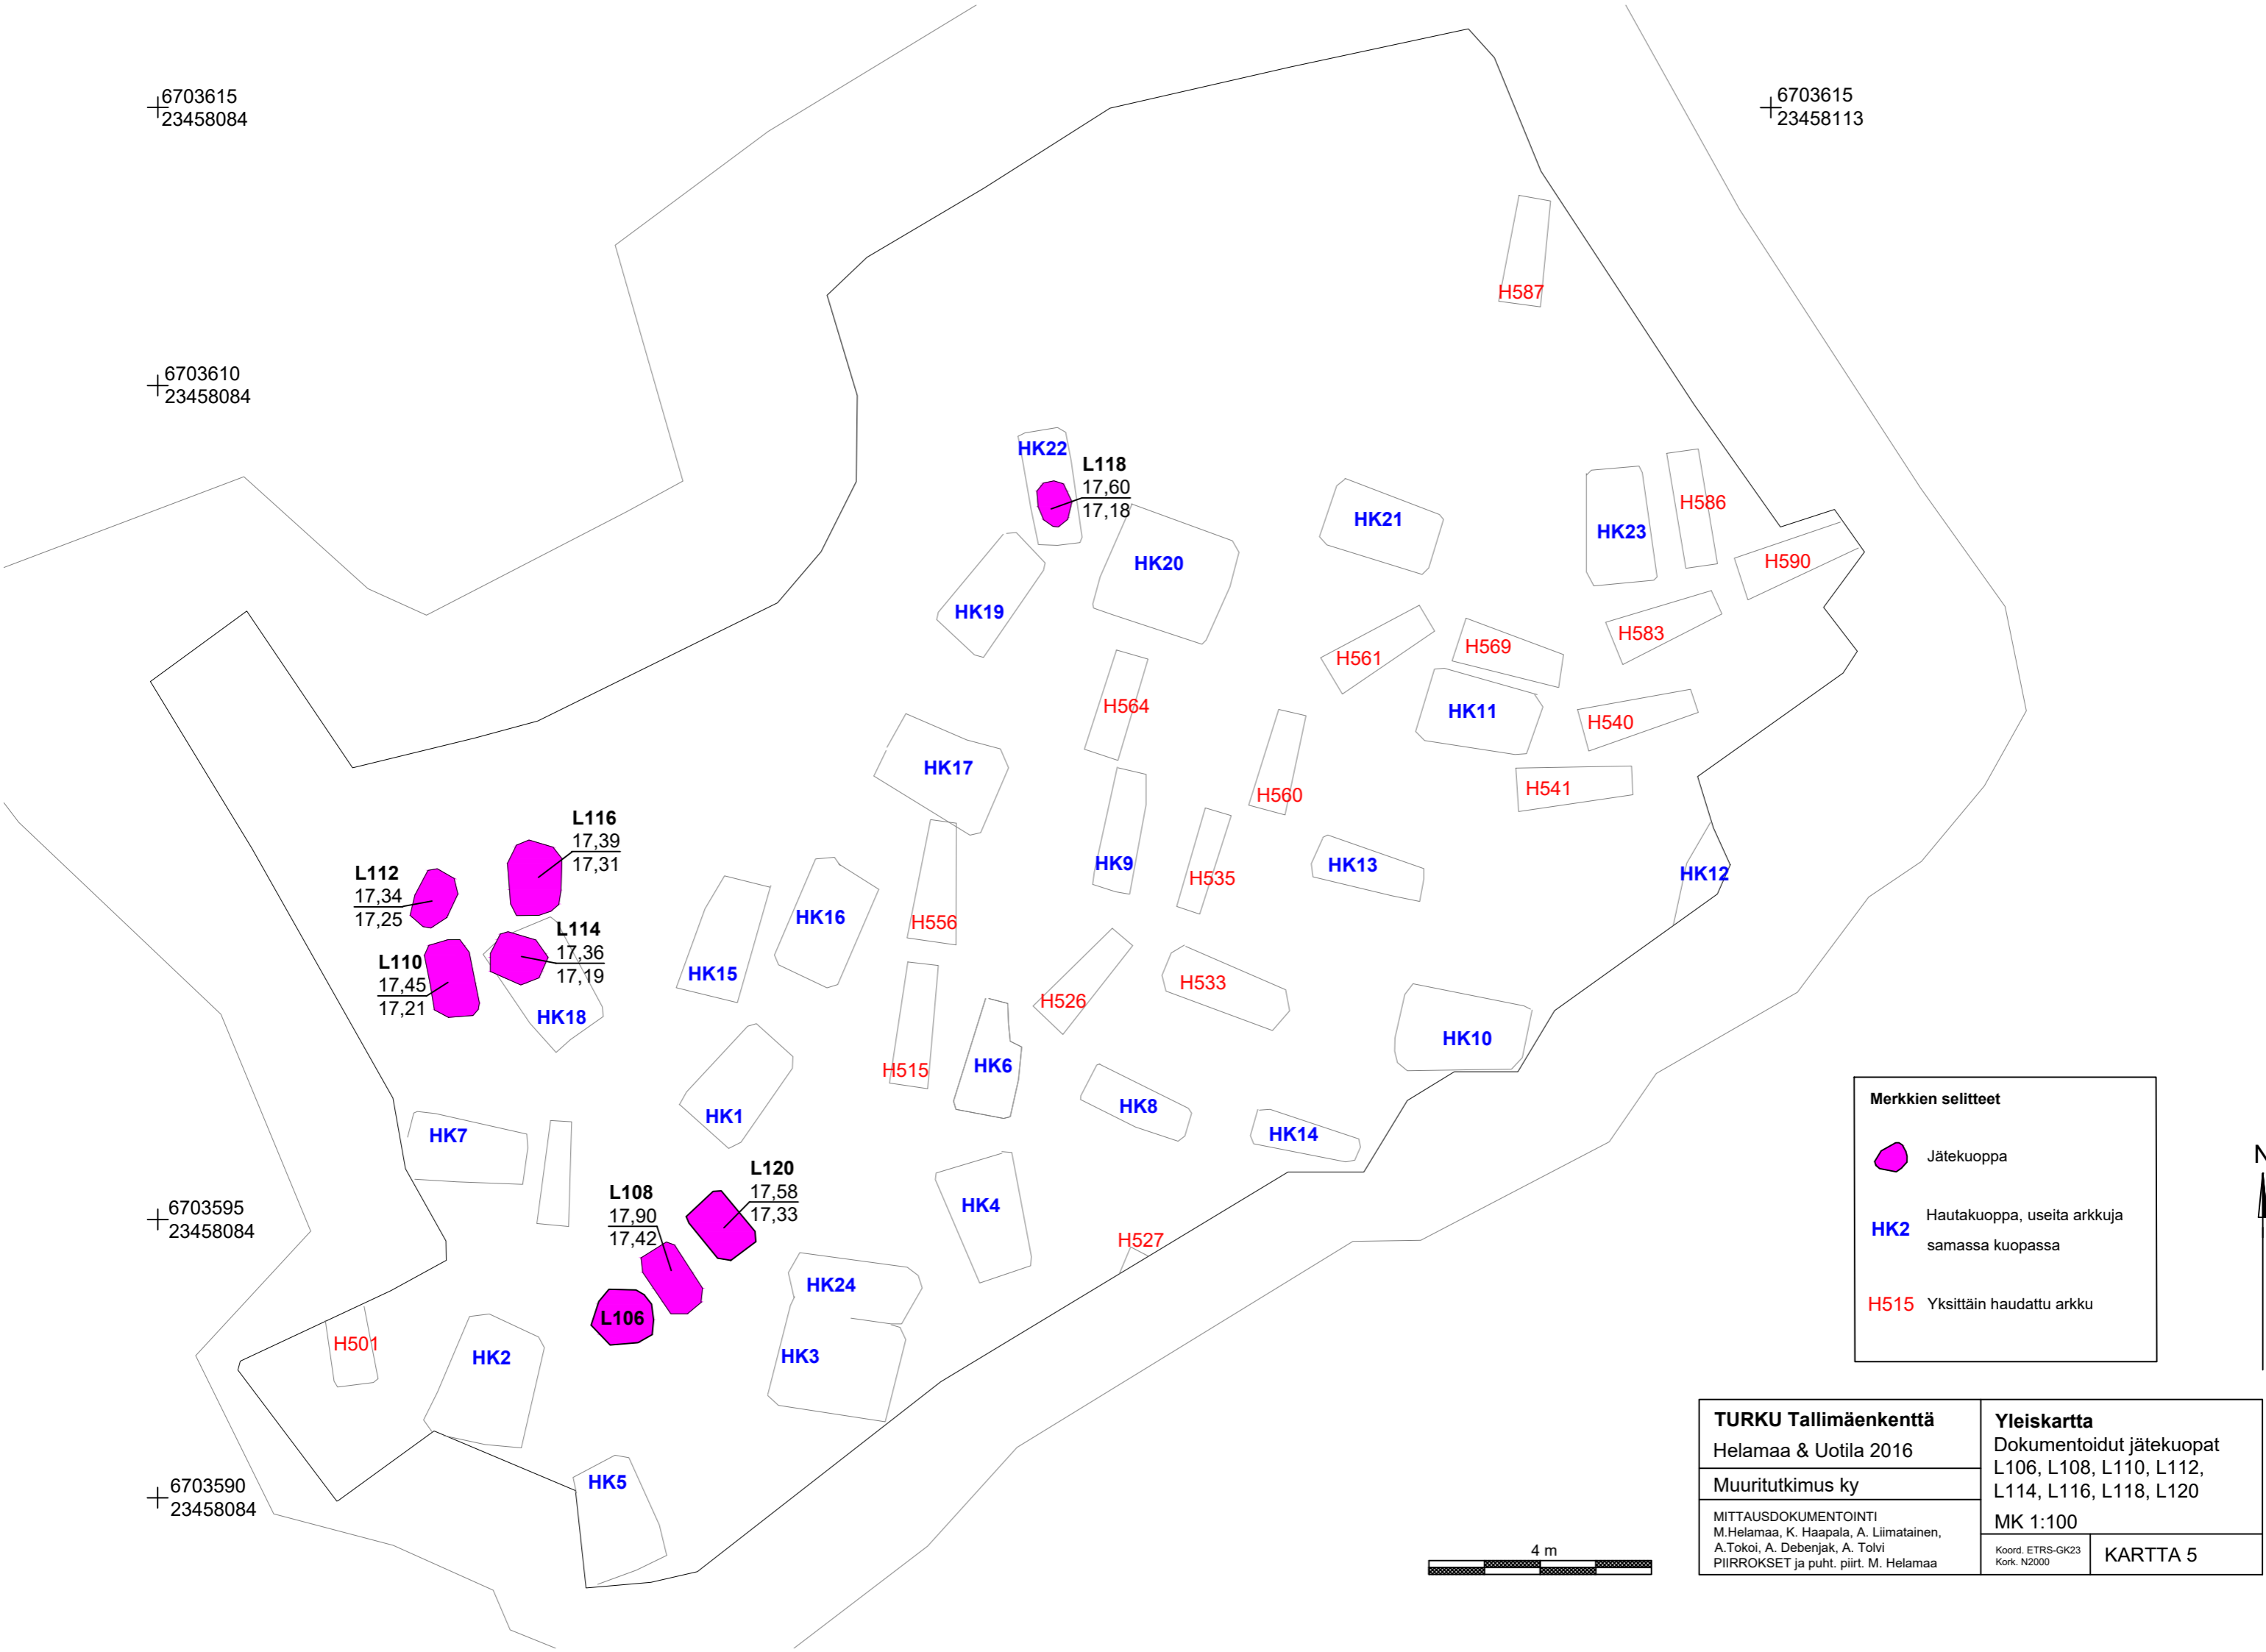 6703615
23458084
6703615
23458113
H587
6703610
23458084
HK22
L118
17,60
17,18
HK21
H586
HK23
HK20
H590
HK19
H583
H569
H561
H564
HK11
H540
HK17
H541
H560
L116
17,39
17,31
L112
17,34
17,25
HK9
H535
HK13
HK12
HK16
H556
L114
17,36
17,19
L110
17,45
17,21
HK15
H533
H526
HK18
HK10
HK6
H515
HK1
HK8
HK7
HK14
L120
17,58
17,33
L108
17,90
17,42
6703595
23458084
HK4
H527
HK24
L106
H501
HK2
HK3
HK5
6703590
23458084
Merkkien selitteet
Jätekuoppa
HK2 Hautakuoppa, useita arkkuja
samassa kuopassa
H515 Yksittäin haudattu arkku
4 m
TURKU Tallimäenkenttä
Helamaa & Uotila 2016
Muuritutkimus ky
MITTAUSDOKUMENTOINTI
M.Helamaa, K. Haapala, A. Liimatainen,
A.Tokoi, A. Debenjak, A. Tolvi
PIIRROKSET ja puht. piirt. M. Helamaa
Yleiskartta
Dokumentoidut jätekuopat
L106, L108, L110, L112,
L114, L116, L118, L120
MK 1:100
Koord. ETRS-GK23
Kork. N2000
KARTTA 5
N